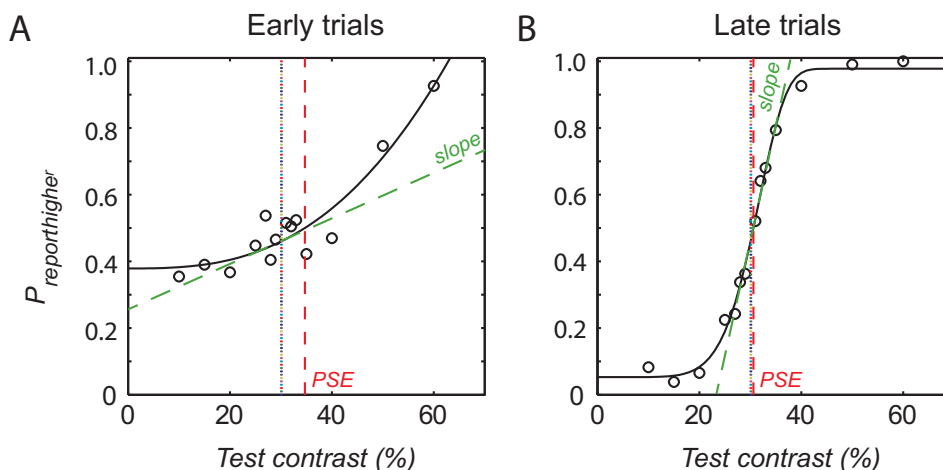 A
Early trials
P reporthigher
1.0
0.8
0.6
0.4
0.2
0
slope
PSE
0
20
40
60
Test contrast (%)
B
Late trials
1.0
0.8
0.6
0.4
0.2
0
slope
PSE
0
20
40
60
Test contrast (%)